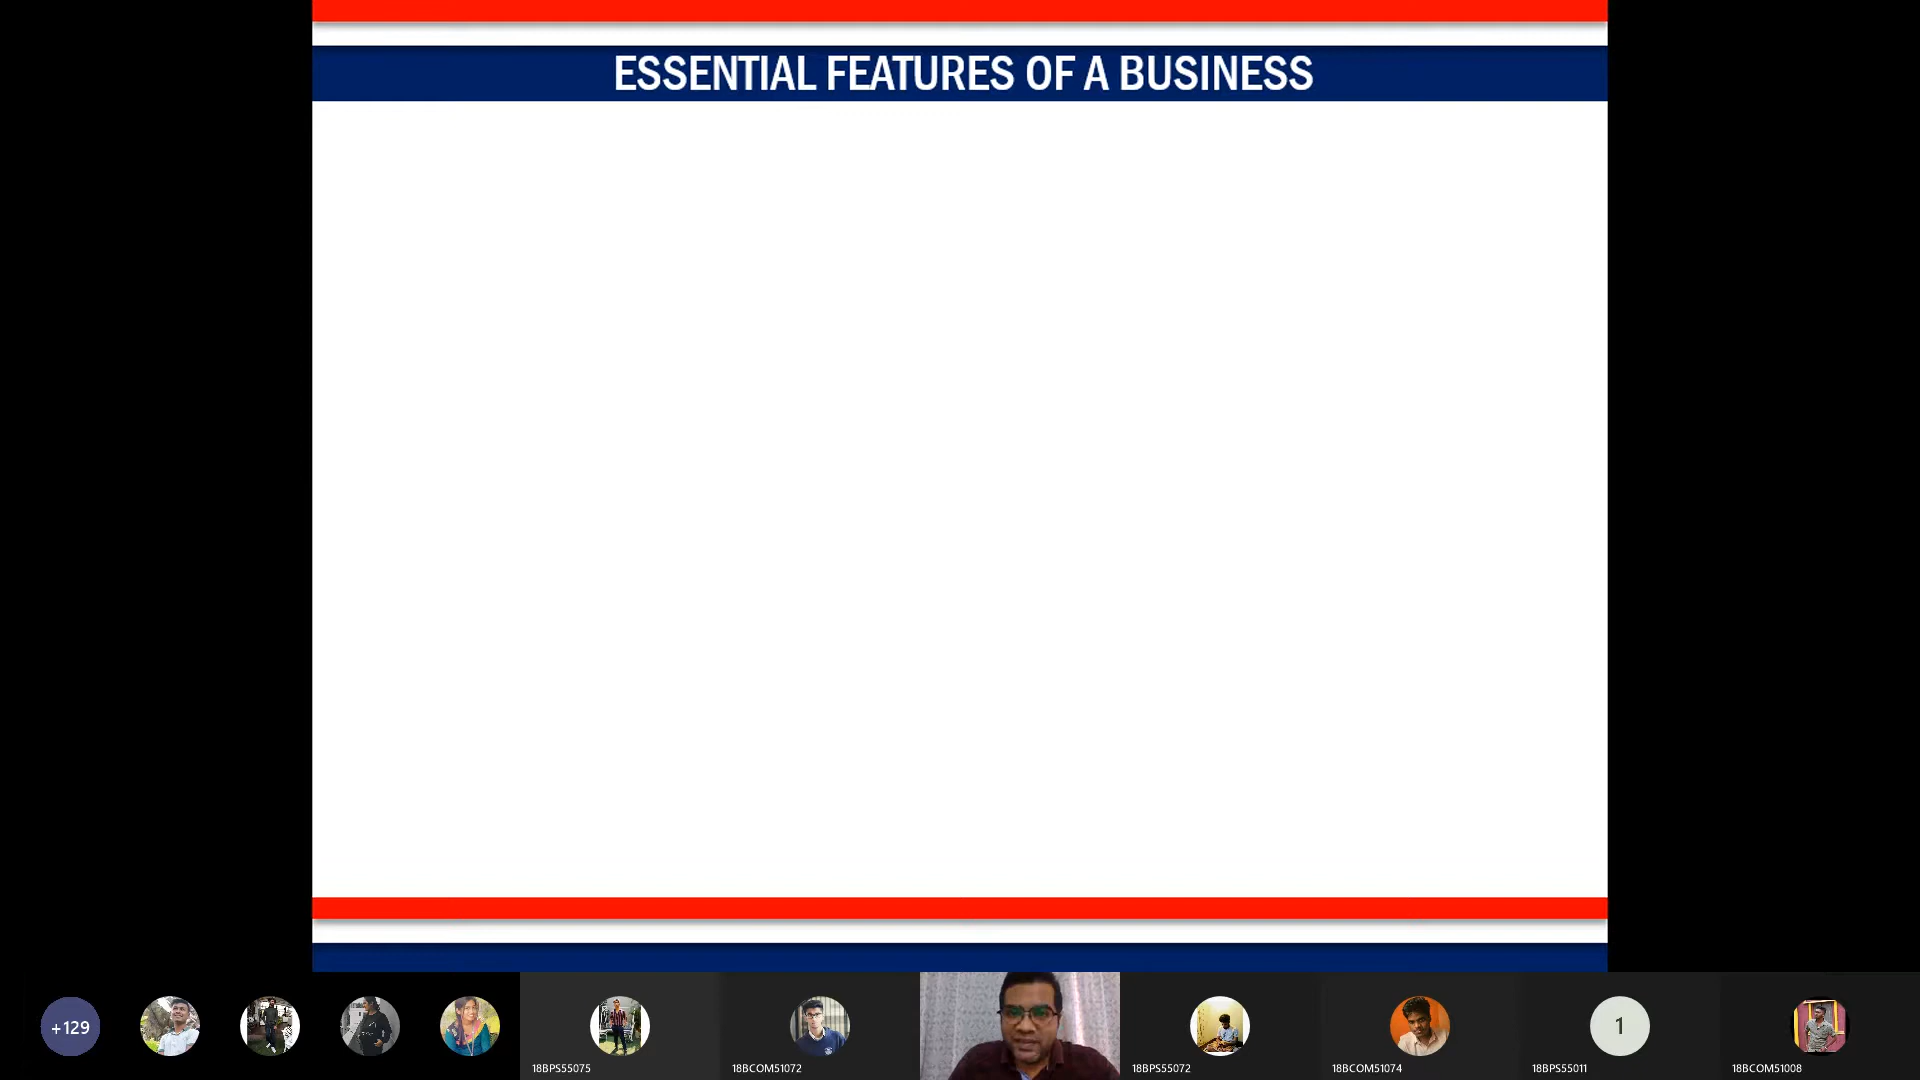 ESSENTIAL FEATURES OF A BUSINESS
+129
18BPS55075
18BCOM51072
18BPS55072
18BCOM51074
1
18BPS55011
18BCOM51008